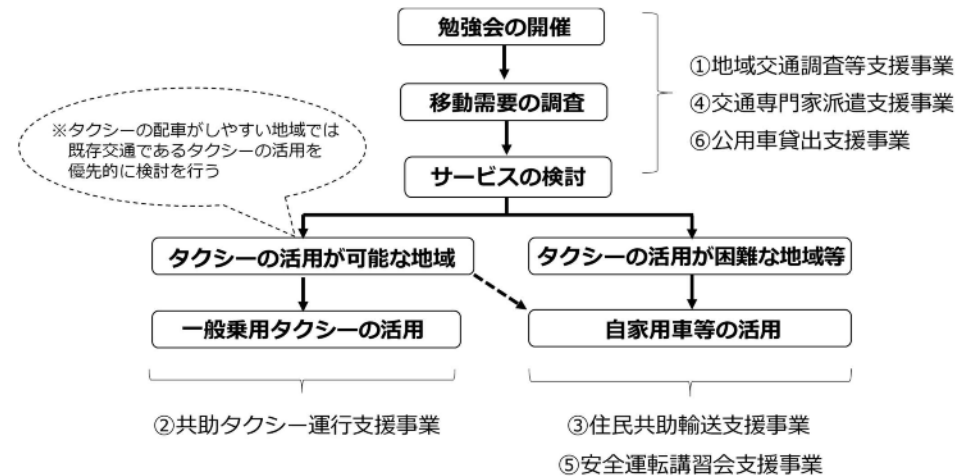 勉強会の開催
移動需要の調査
サービスの検討
①地域交通調査等支援事業
④交通専門家派遣支援事業
⑥公用車貸出支援事業
※タクシーの配車がしやすい地域では
既存交通であるタクシーの活用を
優先的に検討を行う
タクシーの活用が可能な地域
タクシーの活用が困難な地域等
一般乗用タクシーの活用
自家用車等の活用
②共助タクシー運行支援事業
③住民共助輸送支援事業
⑤安全運転講習会支援事業